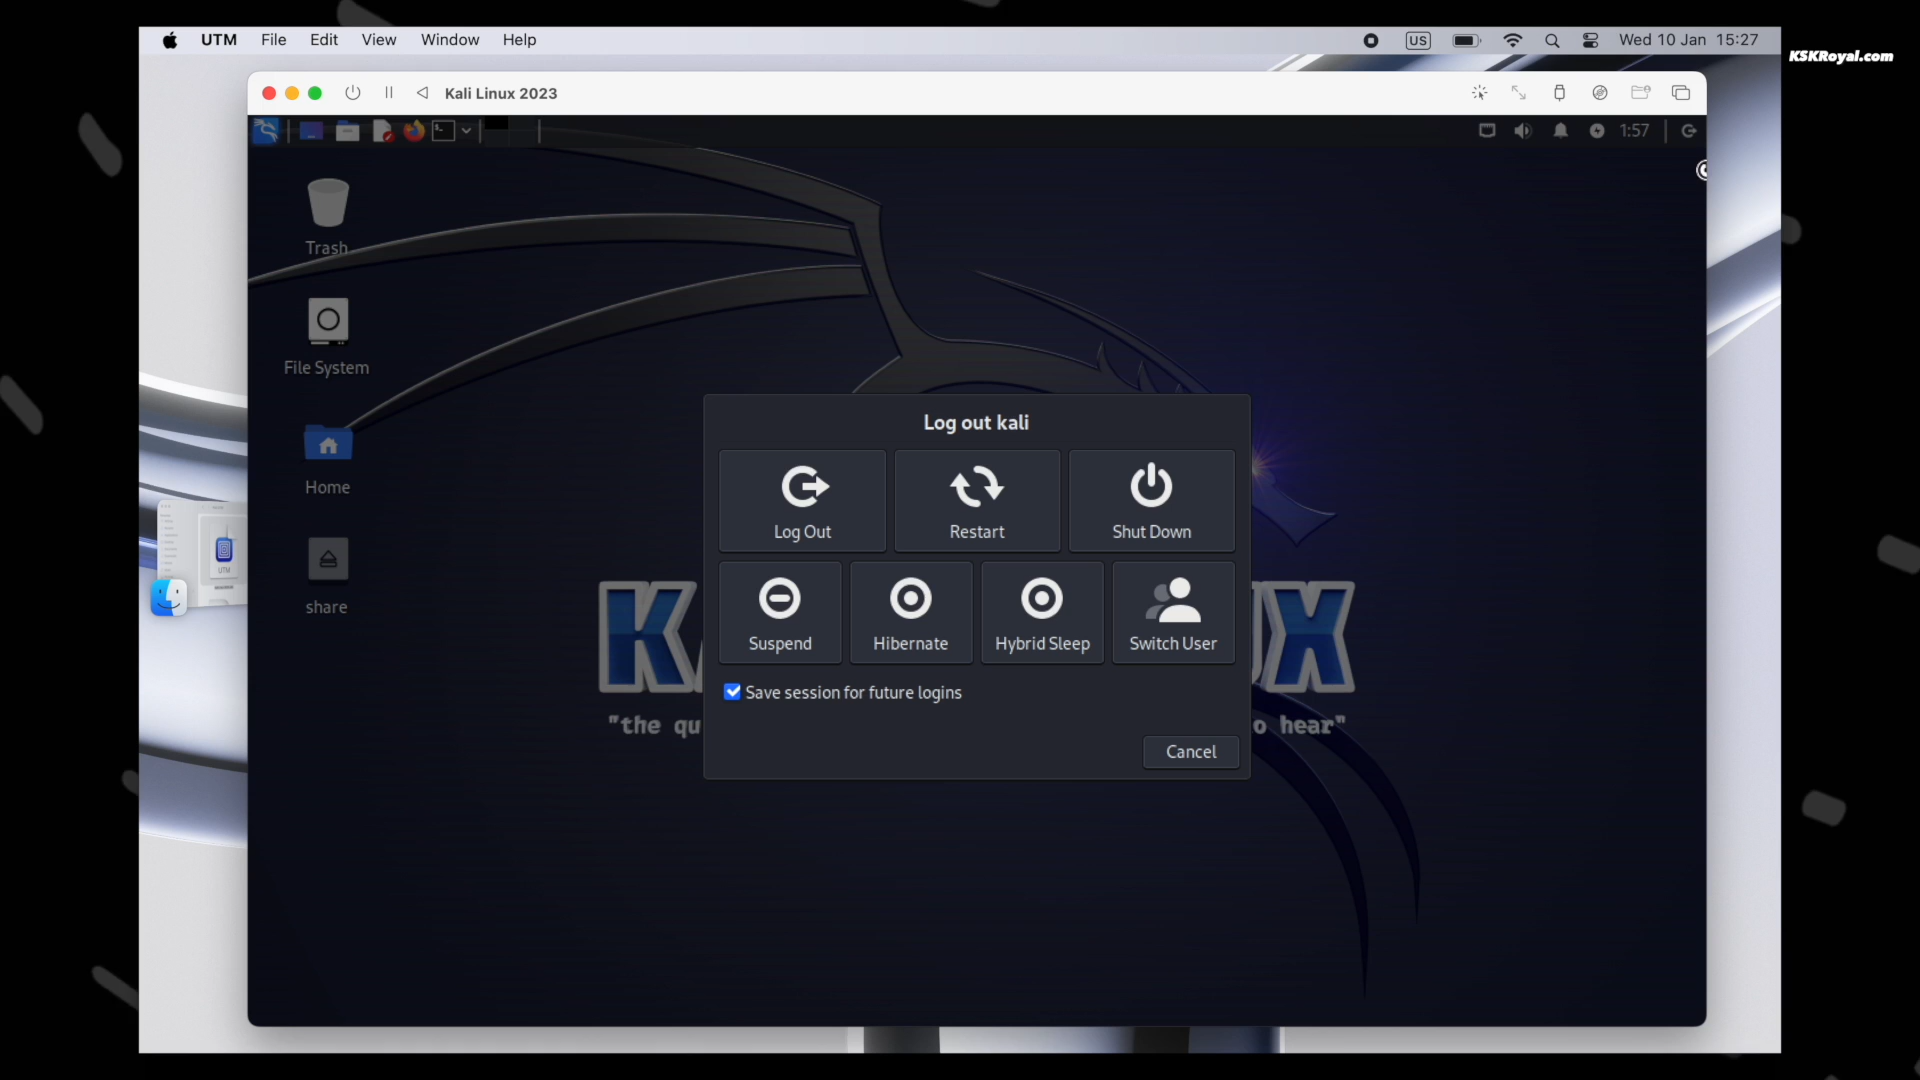 UTM File Edit View Window Help US Wed 10 Jan 15:27
KSKRoyal.com
Kali Linux 2023
1:57
Trash
File System
Home
share
UTM
Log out kali
Log Out Restart Shut Down
Suspend Hibernate Hybrid Sleep Switch User
Save session for future logins
Cancel
K UX
"the qu o hear"